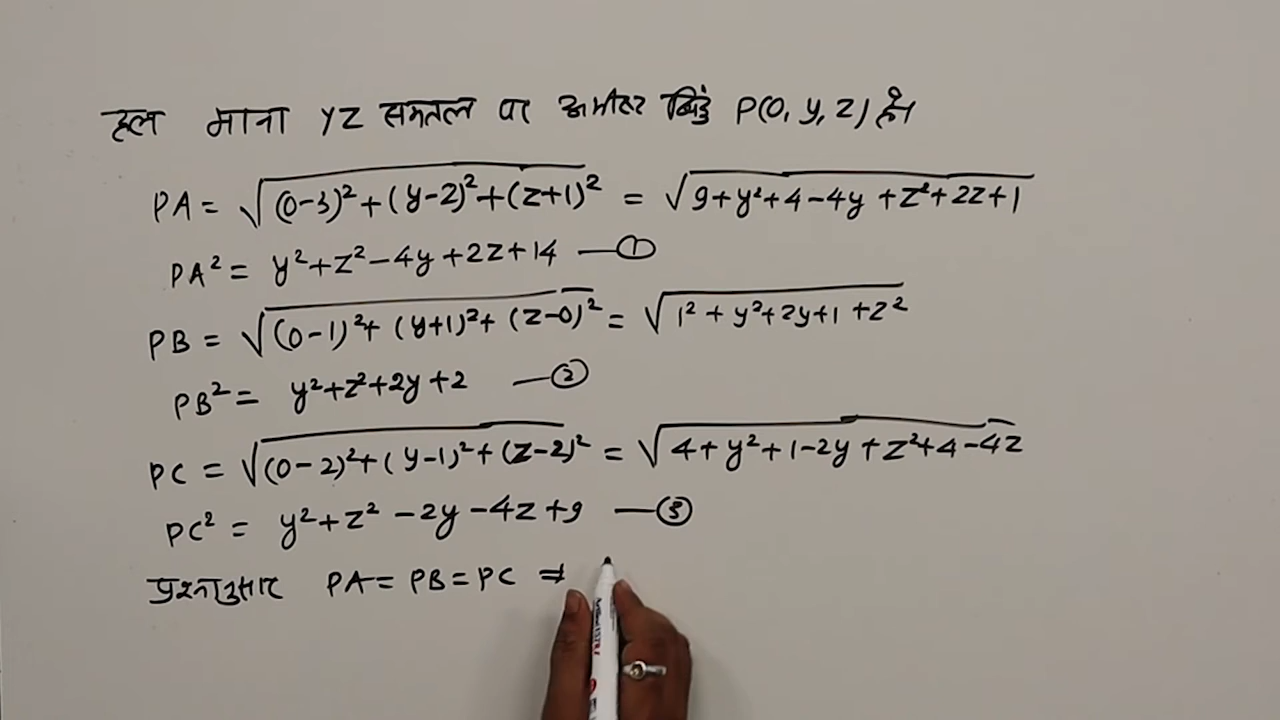 हल माना YZ समतल पर अभीष्ट बिंदु P(0, y, z) है।
PA = √(0-3)²+(y-2)²+(z+1)² = √9+y²+4-4y+z²+2z+1
PA² = y²+z²-4y+2z+14 —①
PB = √(0-1)²+(y+1)²+(z-0)² = √1²+y²+2y+1+z²
PB² = y²+z²+2y+2 —②
PC = √(0-2)²+(y-1)²+(z-2)² = √4+y²+1-2y+z²+4-4z
PC² = y²+z²-2y-4z+9 —③
प्रश्नानुसार PA = PB = PC ⇒